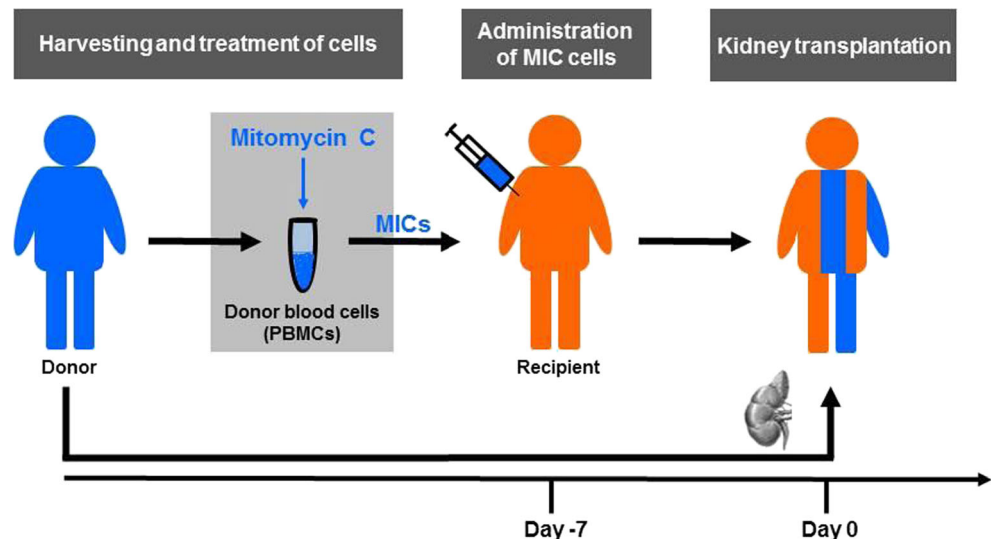 Harvesting and treatment of cells
Administration
of MIC cells
Kidney transplantation
Mitomycin C
MICs
Donor blood cells
(PBMCs)
Donor
Recipient
Day -7
Day 0